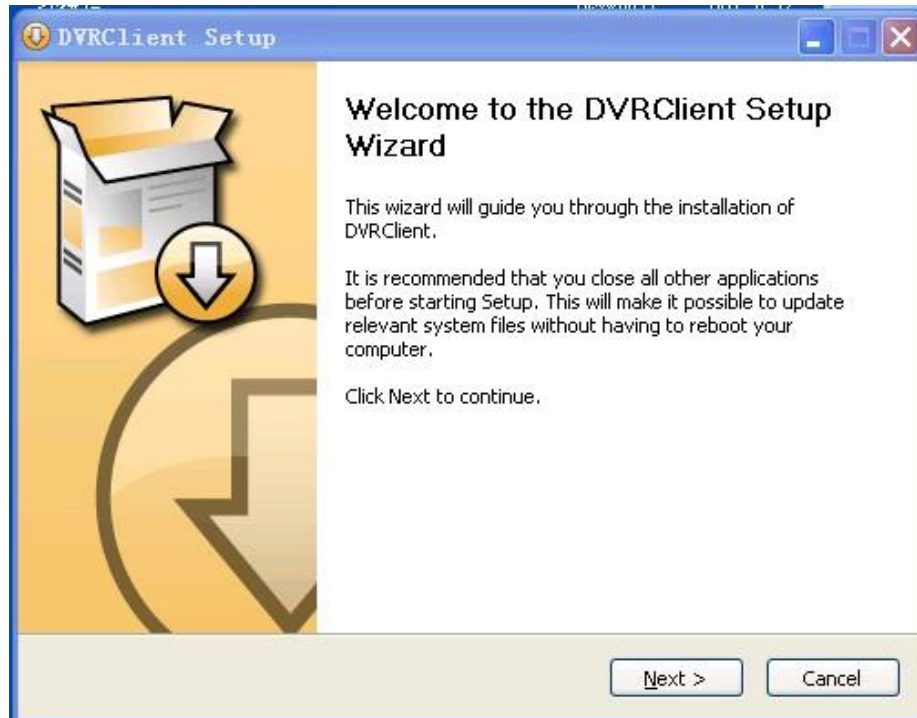 DVRClient Setup
Welcome to the DVRClient Setup
Wizard
This wizard will guide you through the installation of
DVRClient.
It is recommended that you close all other applications
before starting Setup. This will make it possible to update
relevant system files without having to reboot your
computer.
Click Next to continue.
Next >
Cancel